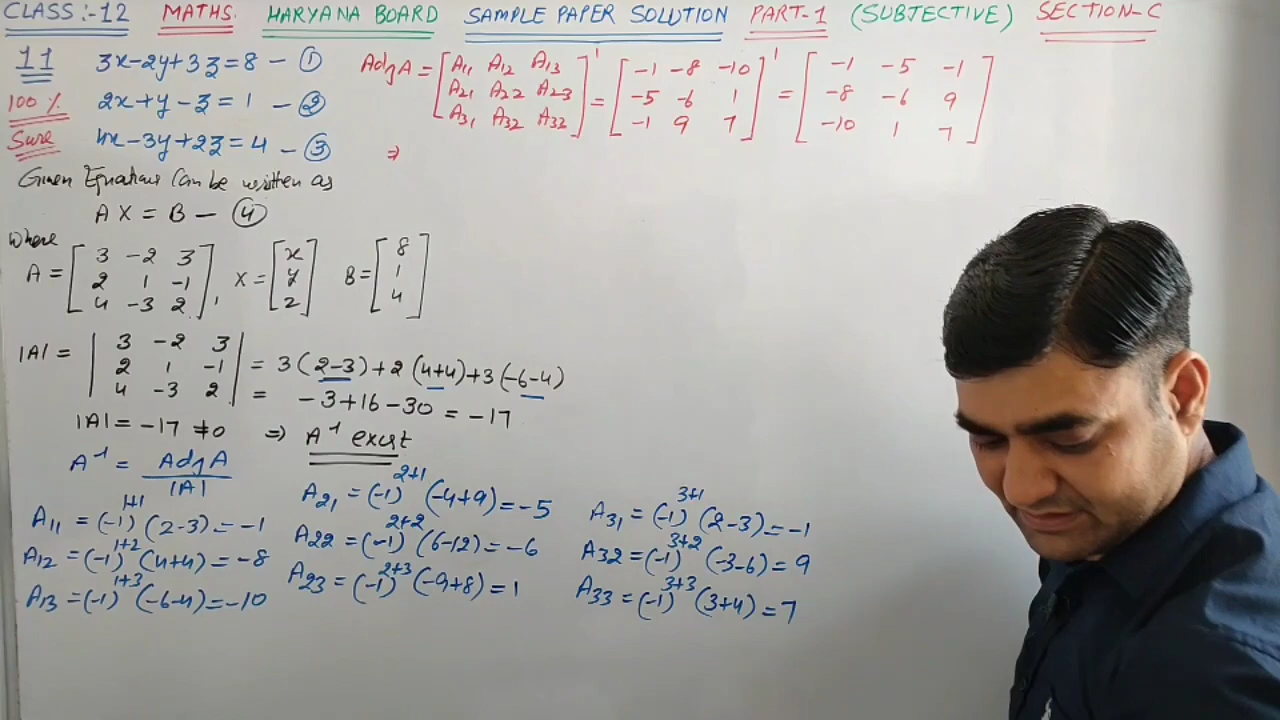 CLASS:-12 MATHS. HARYANA BOARD SAMPLE PAPER SOLUTION PART-1 (SUBJECTIVE) SECTION-C
11 3x-2y+3z=8 - ①
100 % 2x+y-z=1 - ②
Sure 4x-3y+2z=4 - ③
Given Equations Can be written as
AX = B - ④
Where
A = [3 -2 3
2 1 -1
4 -3 2], X = [x
y
z] B = [8
1
4]
|A| = |3 -2 3
2 1 -1
4 -3 2| = 3(2-3)+2(4+4)+3(-6-4)
= -3+16-30 = -17
|A| = -17 ≠0 ⇒ A⁻¹ exist
A⁻¹ = Adj A / |A|
A₁₁ = (-1)¹⁺¹ (2-3) = -1
A₁₂ = (-1)¹⁺² (4+4) = -8
A₁₃ = (-1)¹⁺³ (-6-4) = -10
A₂₁ = (-1)²⁺¹ (-4+9) = -5
A₂₂ = (-1)²⁺² (6-12) = -6
A₂₃ = (-1)²⁺³ (-9+8) = 1
A₃₁ = (-1)³⁺¹ (2-3) = -1
A₃₂ = (-1)³⁺² (-3-6) = 9
A₃₃ = (-1)³⁺³ (3+4) = 7
Adj A = [A₁₁ A₁₂ A₁₃
A₂₁ A₂₂ A₂₃
A₃₁ A₃₂ A₃₃]' = [-1 -8 -10
-5 -6 1
-1 9 7]' = [-1 -5 -1
-8 -6 9
-10 1 7]
⇒